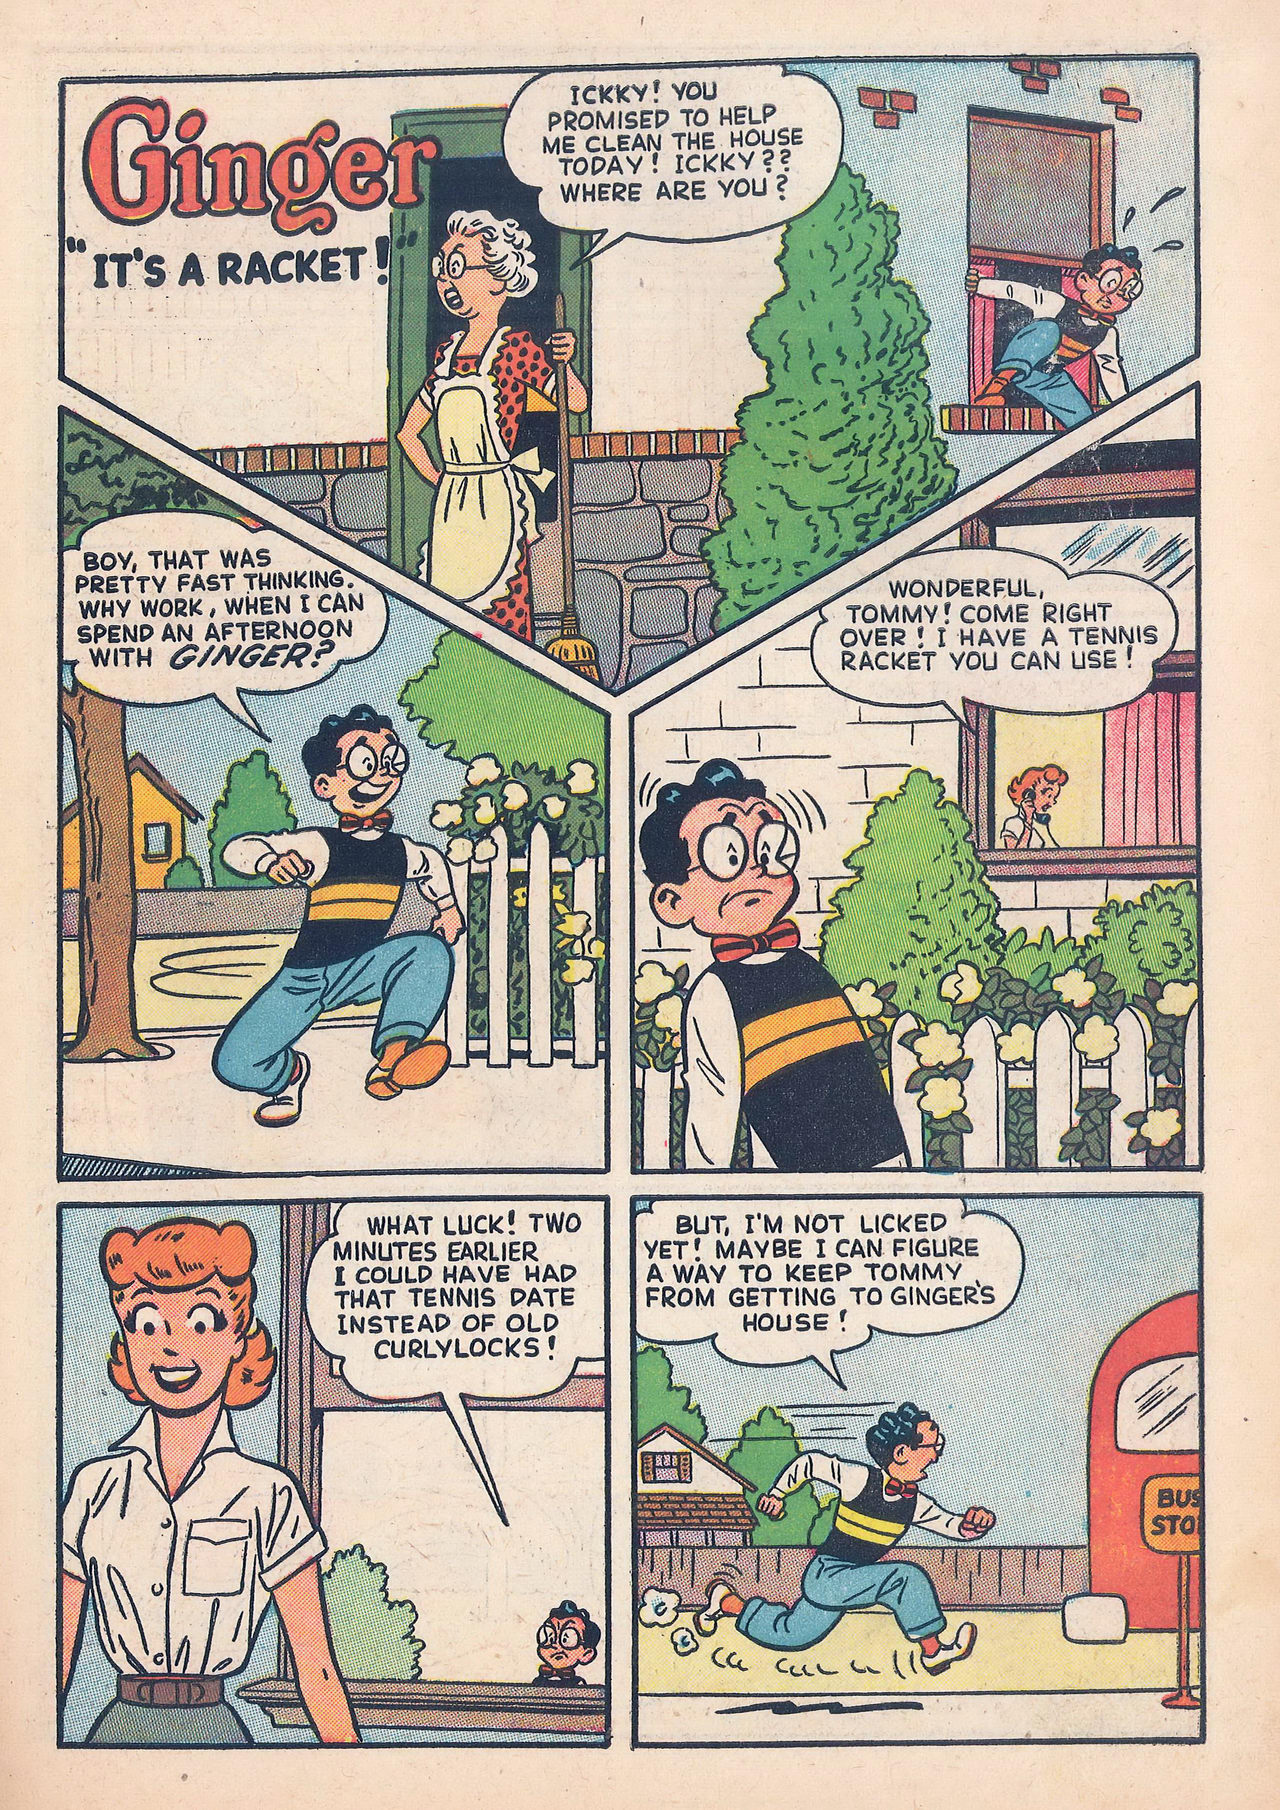 Ginger
"IT'S A RACKET!"
ICKKY! YOU
PROMISED TO HELP
ME CLEAN THE HOUSE
TODAY! ICKKY??
WHERE ARE YOU?
BOY, THAT WAS
PRETTY FAST THINKING.
WHY WORK, WHEN I CAN
SPEND AN AFTERNOON
WITH GINGER?
WONDERFUL,
TOMMY! COME RIGHT
OVER! I HAVE A TENNIS
RACKET YOU CAN USE!
WHAT LUCK! TWO
MINUTES EARLIER
I COULD HAVE HAD
THAT TENNIS DATE
INSTEAD OF OLD
CURLYLOCKS!
BUT, I'M NOT LICKED
YET! MAYBE I CAN FIGURE
A WAY TO KEEP TOMMY
FROM GETTING TO GINGER'S
HOUSE!
BUS
STO